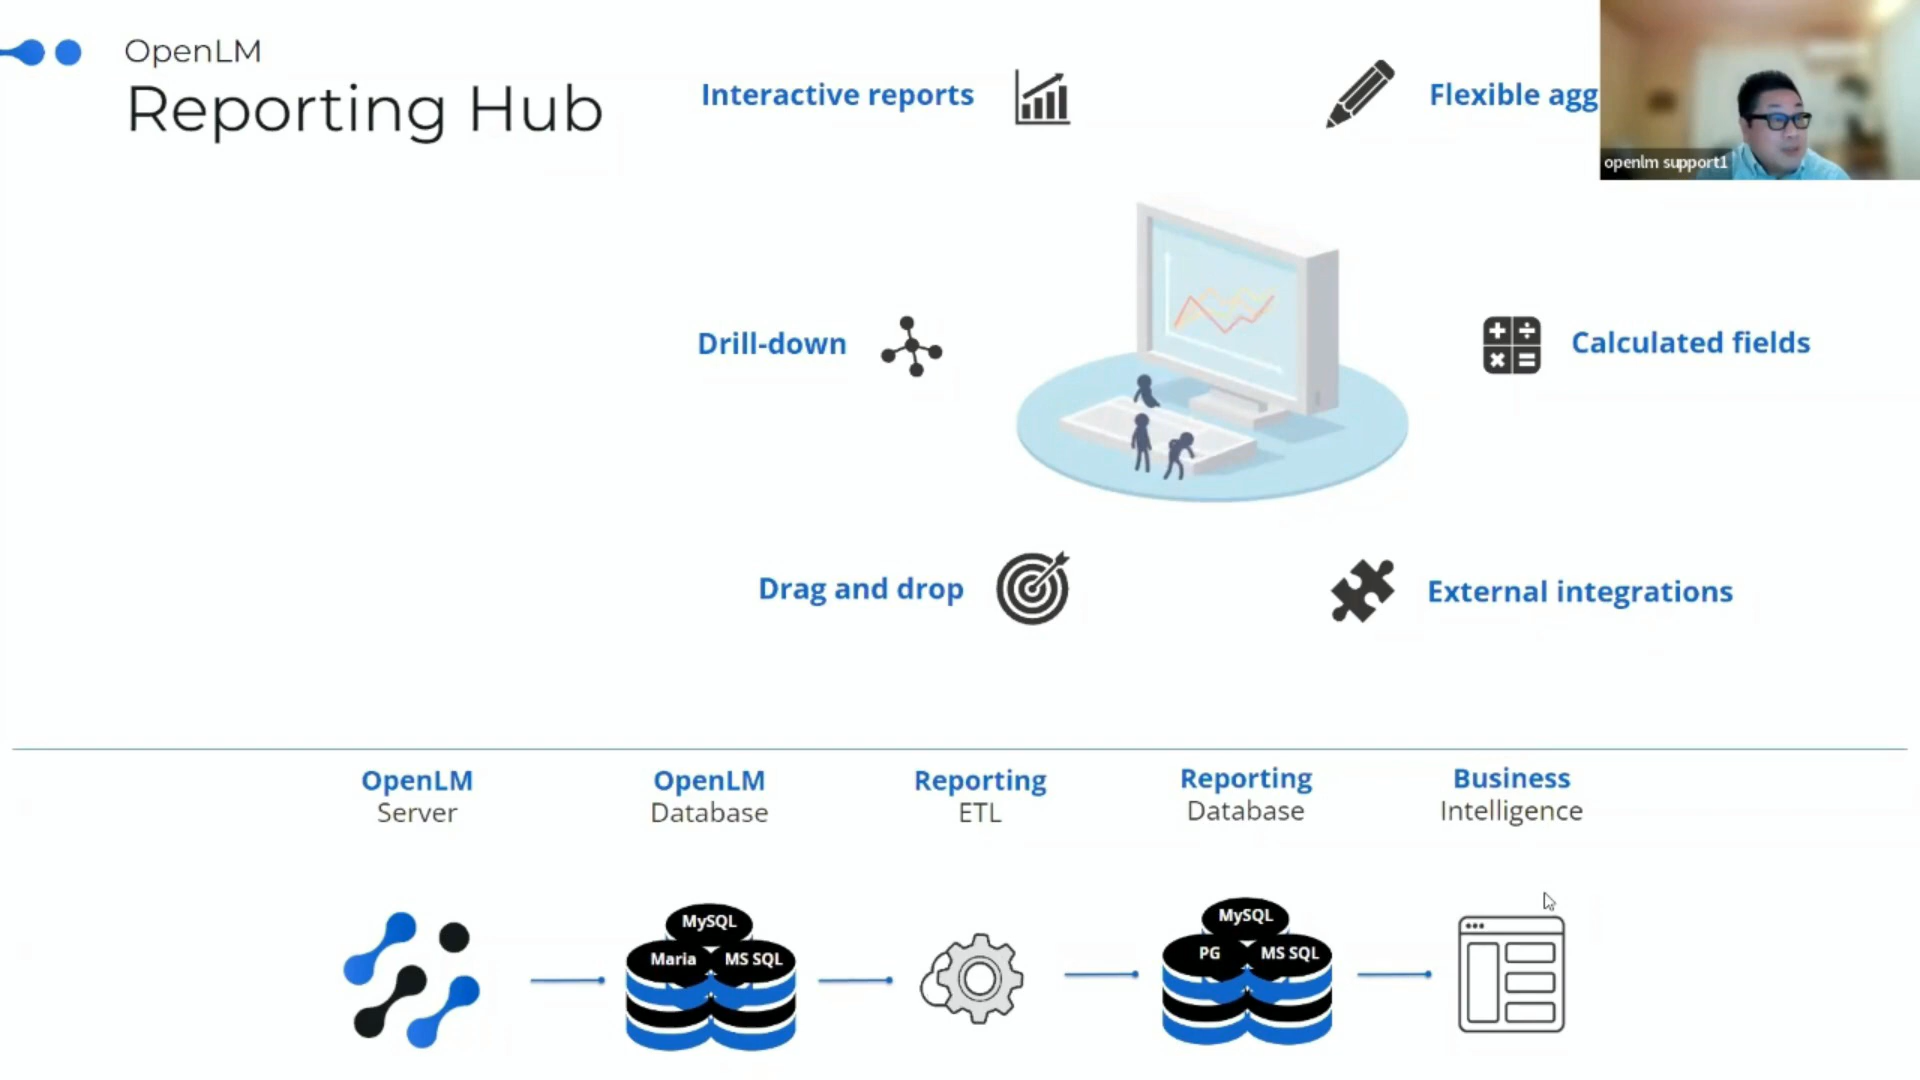 OpenLM
Reporting Hub
Interactive reports
Flexible agg
openlm support1
Drill-down
Calculated fields
Drag and drop
External integrations
OpenLM
Server
OpenLM
Database
Reporting
ETL
Reporting
Database
Business
Intelligence
MySQL
Maria
MS SQL
MySQL
PG
MS SQL